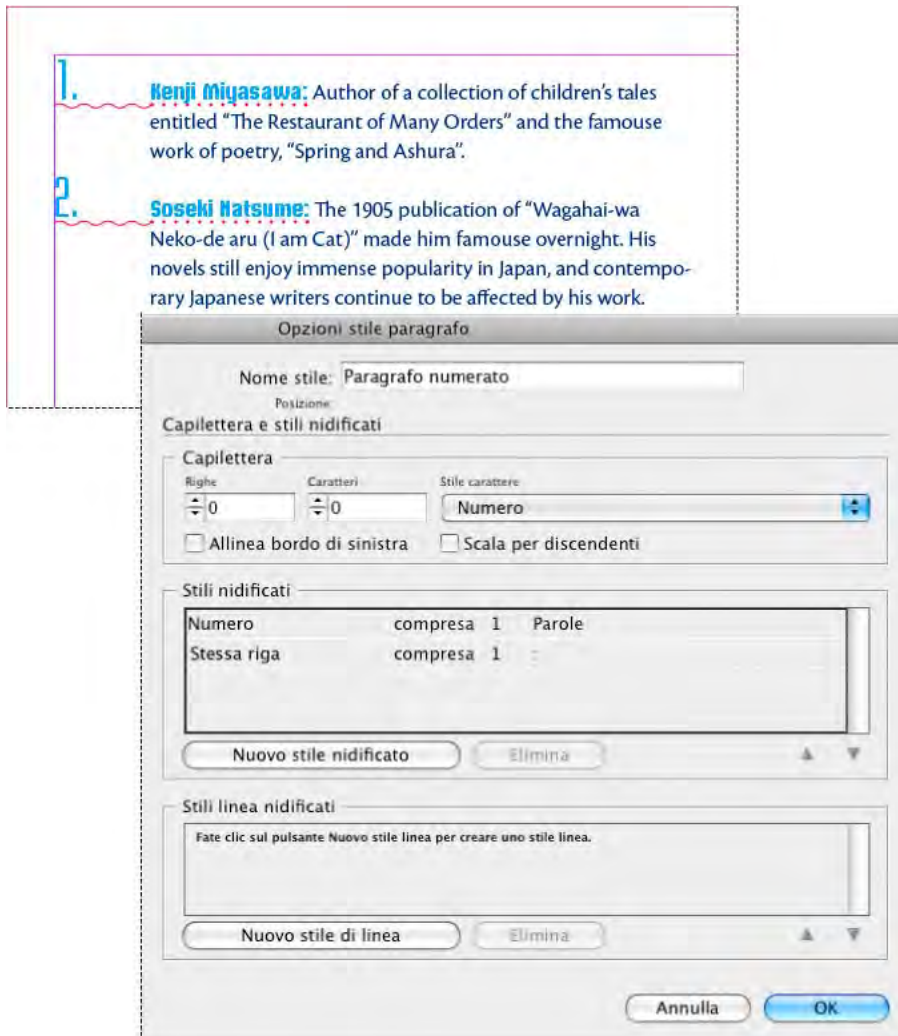 1. Kenji Miyasawa: Author of a collection of children's tales
entitled “The Restaurant of Many Orders” and the famouse
work of poetry, “Spring and Ashura”.
2. Soseki Natsume: The 1905 publication of “Wagahai-wa
Neko-de aru (I am Cat)” made him famouse overnight. His
novels still enjoy immense popularity in Japan, and contempo-
rary Japanese writers continue to be affected by his work.
Opzioni stile paragrafo
Nome stile: Paragrafo numerato
Posizione:
Capilettera e stili nidificati
Capilettera
Righe Caratteri Stile carattere
0 0 Numero
Allinea bordo di sinistra Scala per discendenti
Stili nidificati
Numero compresa 1 Parole
Stessa riga compresa 1 :
Nuovo stile nidificato Elimina
Stili linea nidificati
Fate clic sul pulsante Nuovo stile linea per creare uno stile linea.
Nuovo stile di linea Elimina
Annulla OK